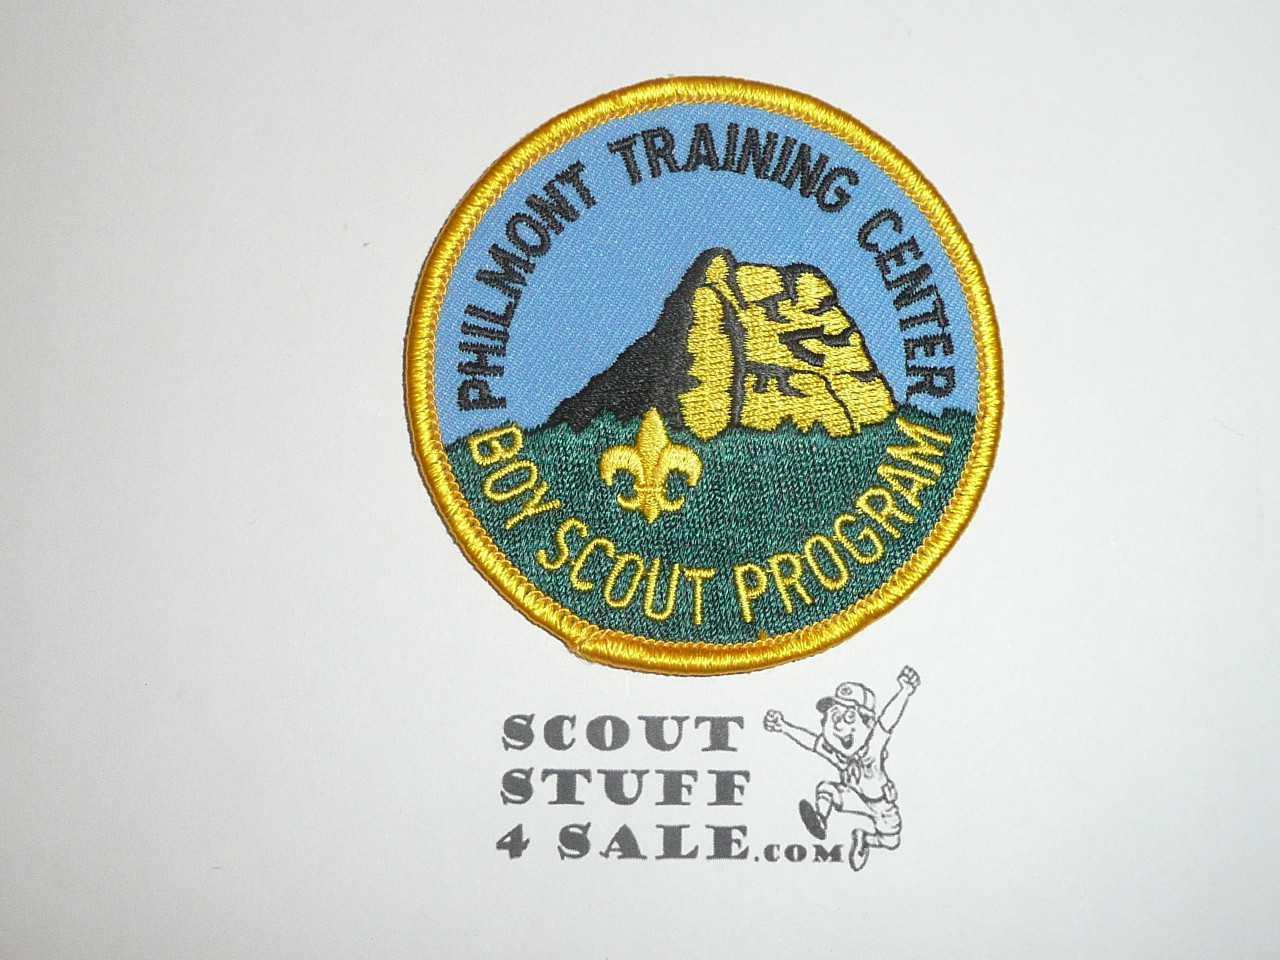 PHILMONT TRAINING CENTER
BOY SCOUT PROGRAM
SCOUT
STUFF
4 SALE.COM